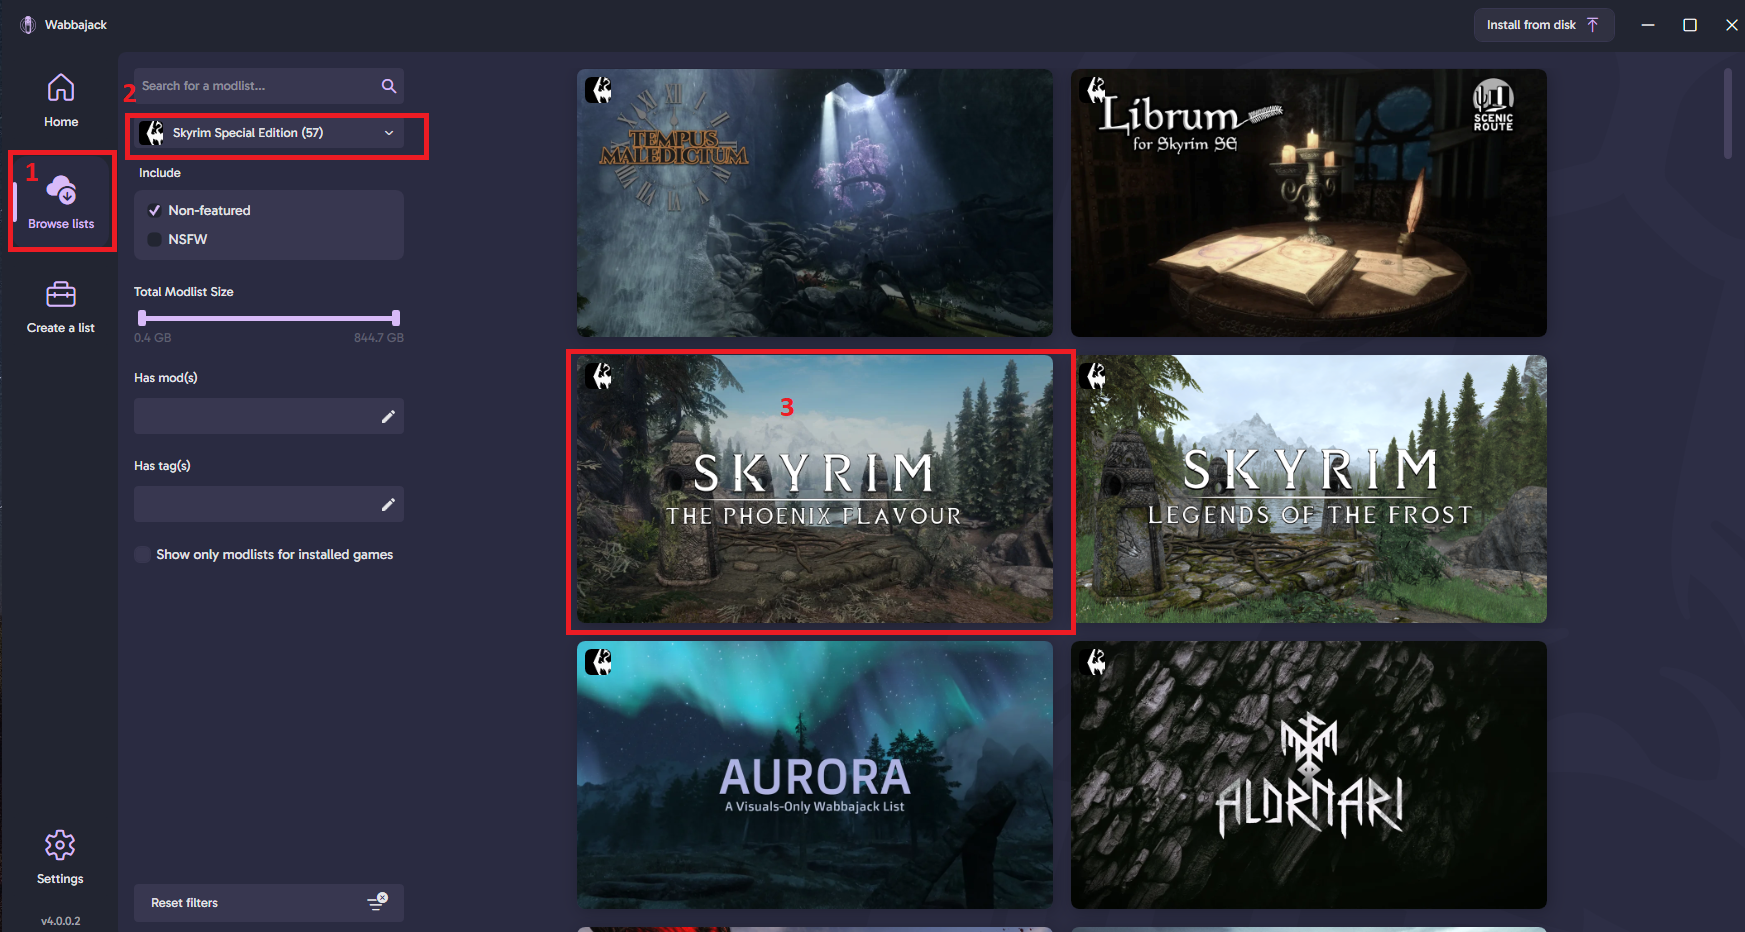 Wabbajack
Install from disk
Home
1
Browse lists
Create a list
Settings
v4.0.0.2
2
Search for a modlist...
Skyrim Special Edition (57)
Include
Non-featured
NSFW
Total Modlist Size
0.4 GB 844.7 GB
Has mod(s)
Has tag(s)
Show only modlists for installed games
Reset filters
TEMPUS
MALEDICTUM
Librum
for Skyrim SE
SCENIC
ROUTE
3
SKYRIM
THE PHOENIX FLAVOUR
SKYRIM
LEGENDS OF THE FROST
AURORA
A Visuals-Only Wabbajack List
ALDRNARI